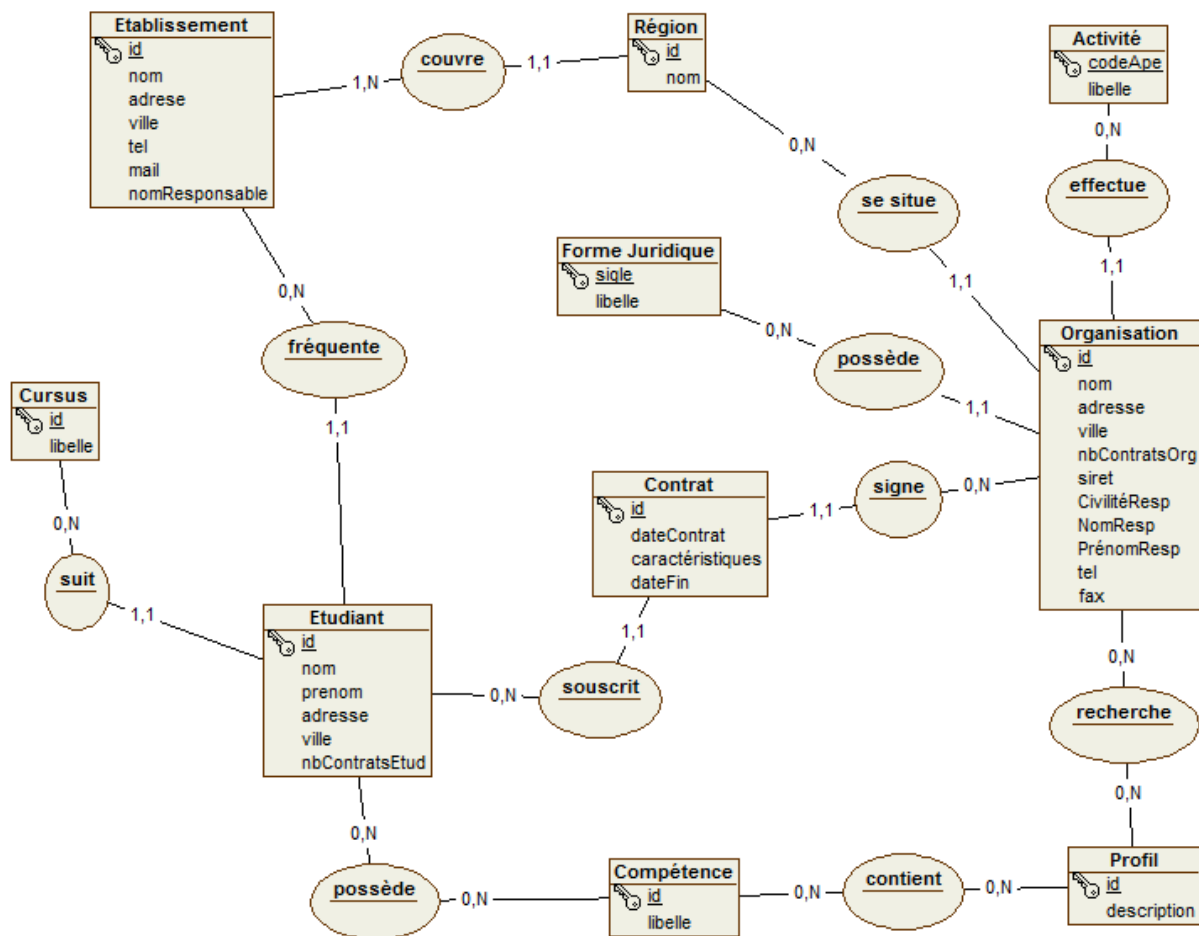 Etablissement
id
nom
adrese
ville
tel
mail
nomResponsable
1,N
couvre
1,1
Région
id
nom
0,N
se situe
1,1
Activité
codeApe
libelle
0,N
effectue
1,1
Forme Juridique
sigle
libelle
0,N
possède
1,1
Organisation
id
nom
adresse
ville
nbContratsOrg
siret
CivilitéResp
NomResp
PrénomResp
tel
fax
0,N
fréquente
1,1
Cursus
id
libelle
0,N
suit
1,1
Contrat
id
dateContrat
caractéristiques
dateFin
1,1
signe
0,N
1,1
souscrit
0,N
Etudiant
id
nom
prenom
adresse
ville
nbContratsEtud
0,N
possède
0,N
Compétence
id
libelle
0,N
contient
0,N
Profil
id
description
0,N
recherche
0,N